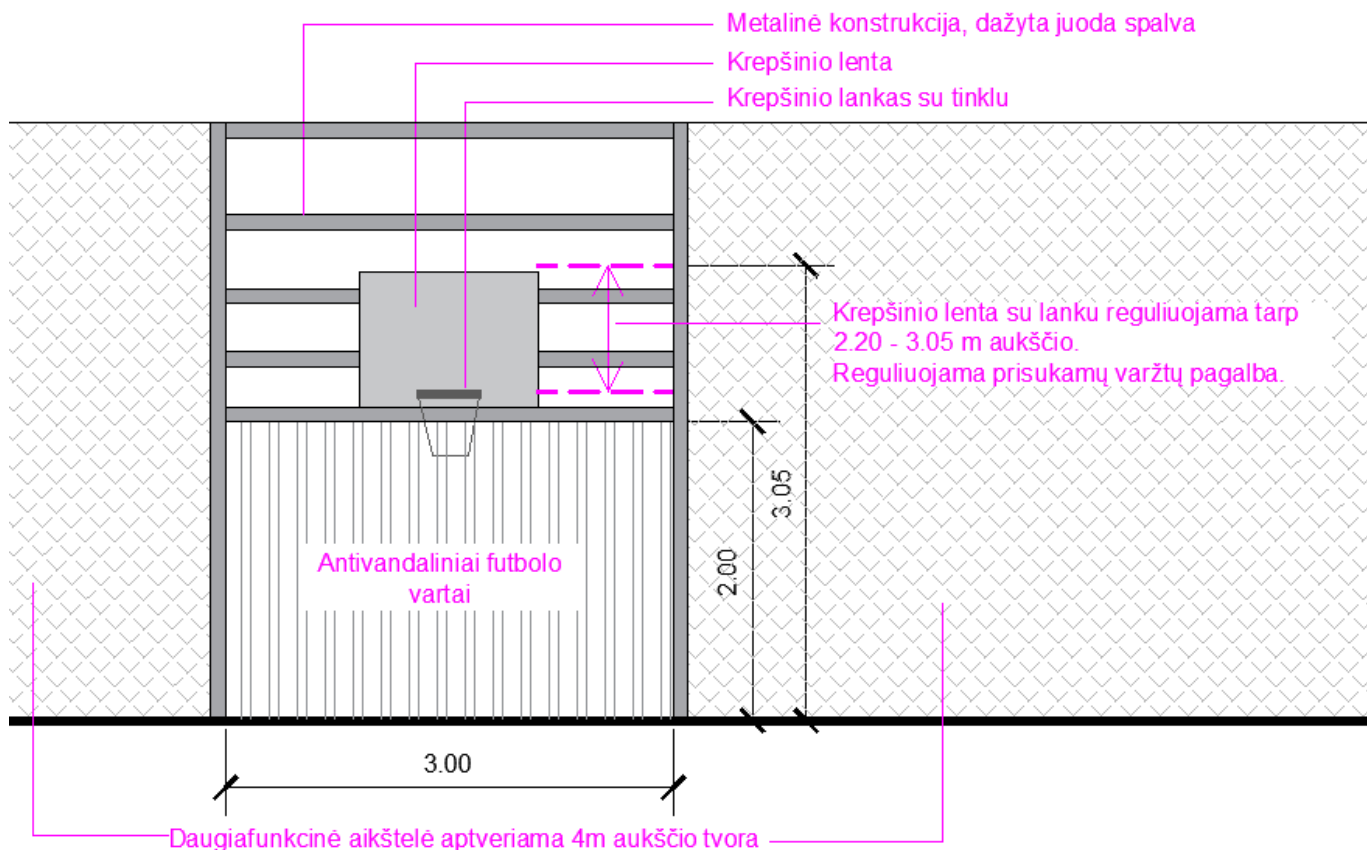 Metalinė konstrukcija, dažyta juoda spalva
Krepšinio lenta
Krepšinio lankas su tinklu
Krepšinio lenta su lanku reguliuojama tarp
2.20 - 3.05 m aukščio.
Reguliuojama prisukamų varžtų pagalba.
3.05
2.00
Antivandaliniai futbolo
vartai
3.00
Daugiafunkcinė aikštelė aptveriama 4m aukščio tvora